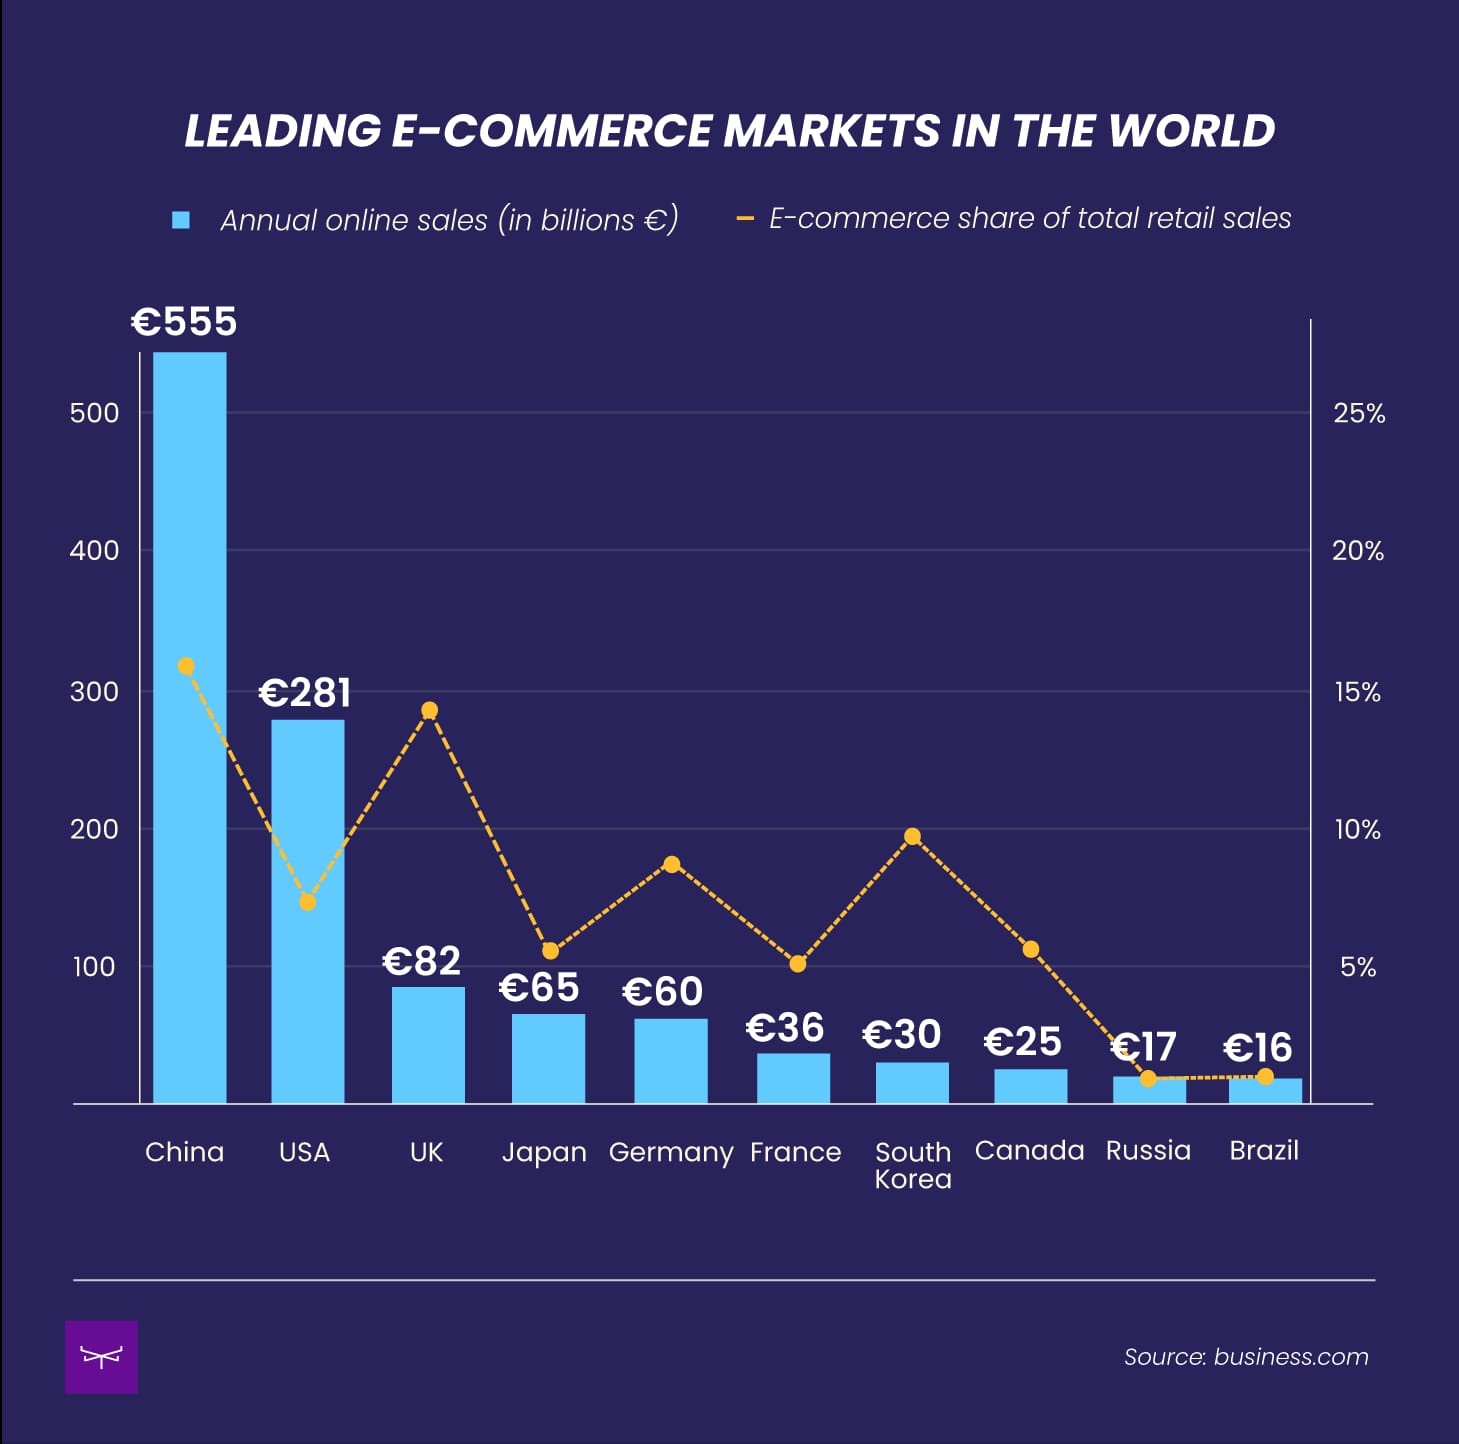 LEADING E-COMMERCE MARKETS IN THE WORLD
Annual online sales (in billions €)
E-commerce share of total retail sales
€555
500
25%
400
20%
300
€281
15%
200
10%
100
€82
€65
€60
€36
€30
€25
€17
€16
5%
China
USA
UK
Japan
Germany
France
South
Korea
Canada
Russia
Brazil
Source: business.com